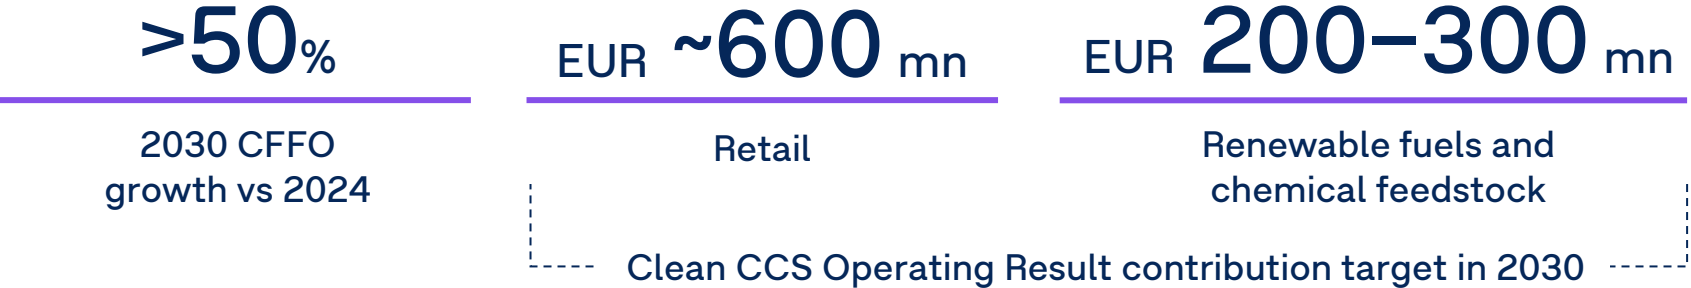 >50%
2030 CFFO
growth vs 2024
EUR ~600 mn
Retail
EUR 200–300 mn
Renewable fuels and
chemical feedstock
Clean CCS Operating Result contribution target in 2030